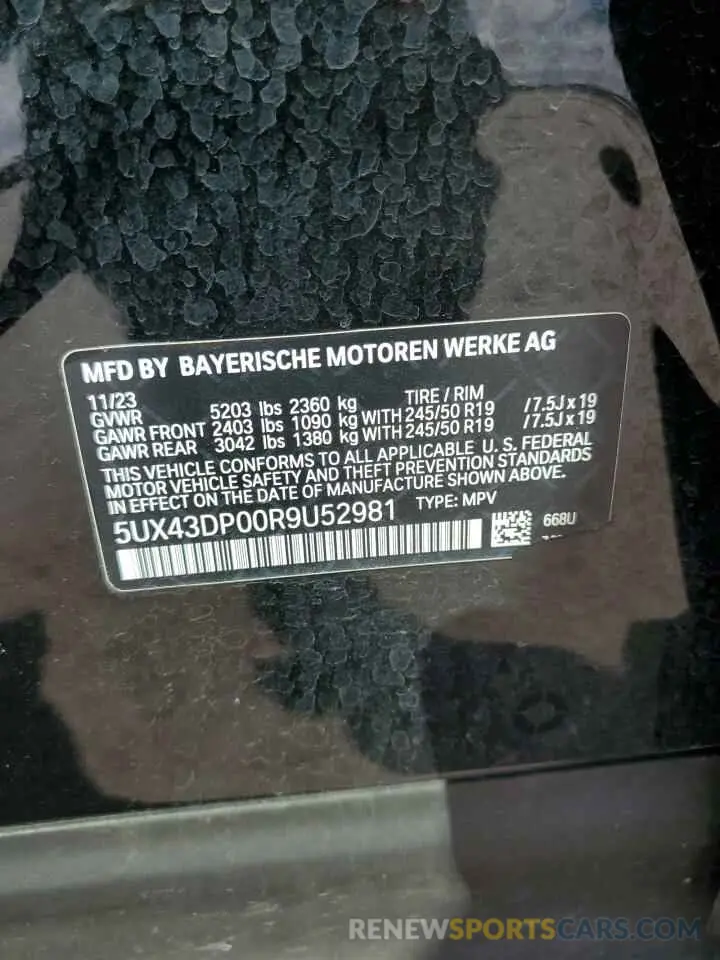 MFD BY BAYERISCHE MOTOREN WERKE AG
11/23 TIRE / RIM
GVWR 5203 lbs 2360 kg
GAWR FRONT 2403 lbs 1090 kg WITH 245/50 R19 /7.5J x 19
GAWR REAR 3042 lbs 1380 kg WITH 245/50 R19 /7.5J x 19
THIS VEHICLE CONFORMS TO ALL APPLICABLE U. S. FEDERAL
MOTOR VEHICLE SAFETY AND THEFT PREVENTION STANDARDS
IN EFFECT ON THE DATE OF MANUFACTURE SHOWN ABOVE.
5UX43DP00R9U52981 TYPE: MPV
668U
RENEWSPORTSCARS.COM